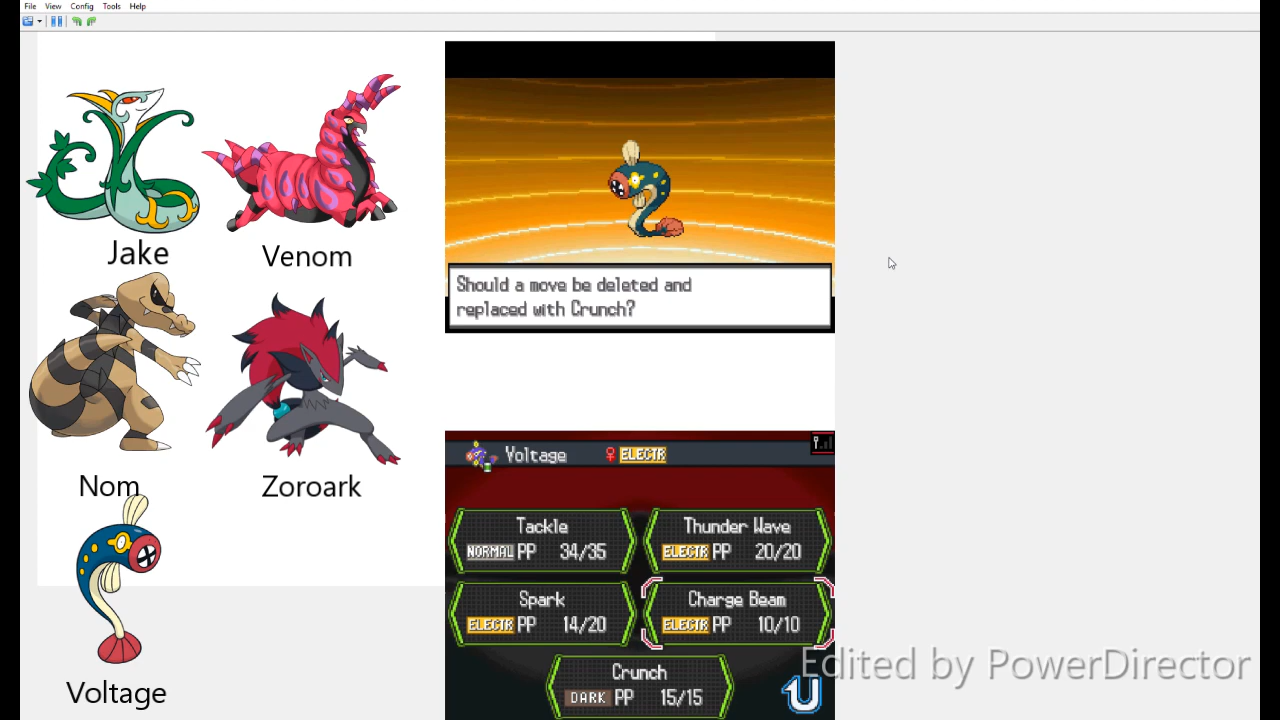 File View Config Tools Help
Jake
Venom
Should a move be deleted and
replaced with Crunch?
Nom
Zoroark
Voltage ♀ ELECTR
Tackle
NORMAL PP 34/35
Thunder Wave
ELECTR PP 20/20
Spark
ELECTR PP 14/20
Charge Beam
ELECTR PP 10/10
Crunch
DARK PP 15/15
Voltage
Edited by PowerDirector